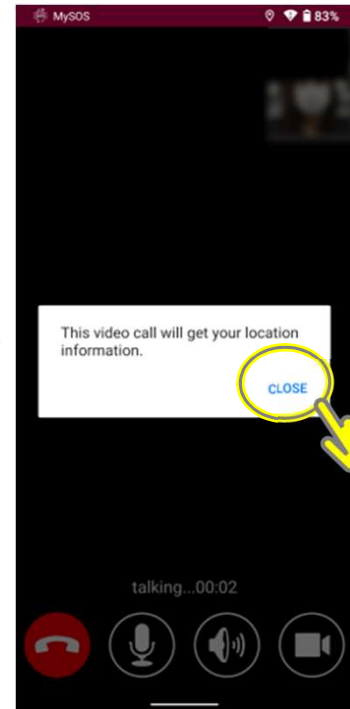 MySOS 83%
This video call will get your location
information.
CLOSE
talking...00:02